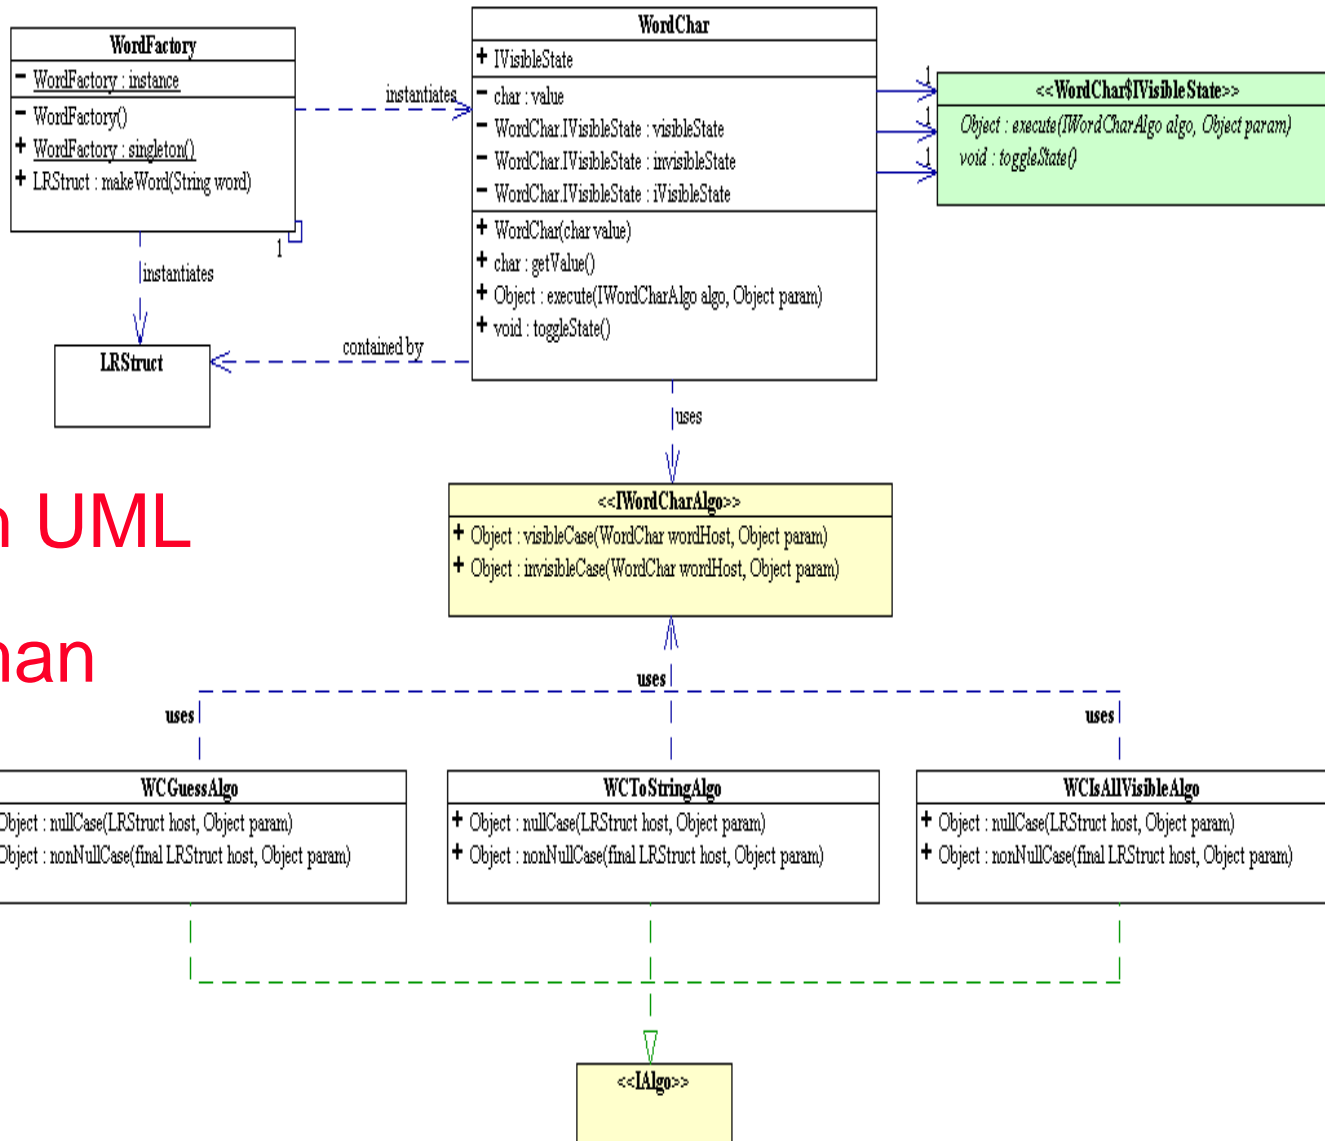 WordFactory
- WordFactory : instance
- WordFactory()
+ WordFactory : singleton()
+ LRStruct : makeWord(String word)
1
instantiates
WordChar
+ IVisibleState
- char : value
- WordChar.IVisibleState : visibleState
- WordChar.IVisibleState : invisibleState
- WordChar.IVisibleState : iVisibleState
+ WordChar(char value)
+ char : getValue()
+ Object : execute(IWordCharAlgo algo, Object param)
+ void : toggleState()
1
1
1
<<WordChar$IVisibleState>>
Object : execute(IWordCharAlgo algo, Object param)
void : toggleState()
instantiates
LRStruct
contained by
uses
n UML
nan
<<IWordCharAlgo>>
+ Object : visibleCase(WordChar wordHost, Object param)
+ Object : invisibleCase(WordChar wordHost, Object param)
uses
uses
uses
WCGuessAlgo
Object : nullCase(LRStruct host, Object param)
Object : nonNullCase(final LRStruct host, Object param)
WCToStringAlgo
+ Object : nullCase(LRStruct host, Object param)
+ Object : nonNullCase(final LRStruct host, Object param)
WCIsAllVisibleAlgo
+ Object : nullCase(LRStruct host, Object param)
+ Object : nonNullCase(final LRStruct host, Object param)
<<IAlgo>>